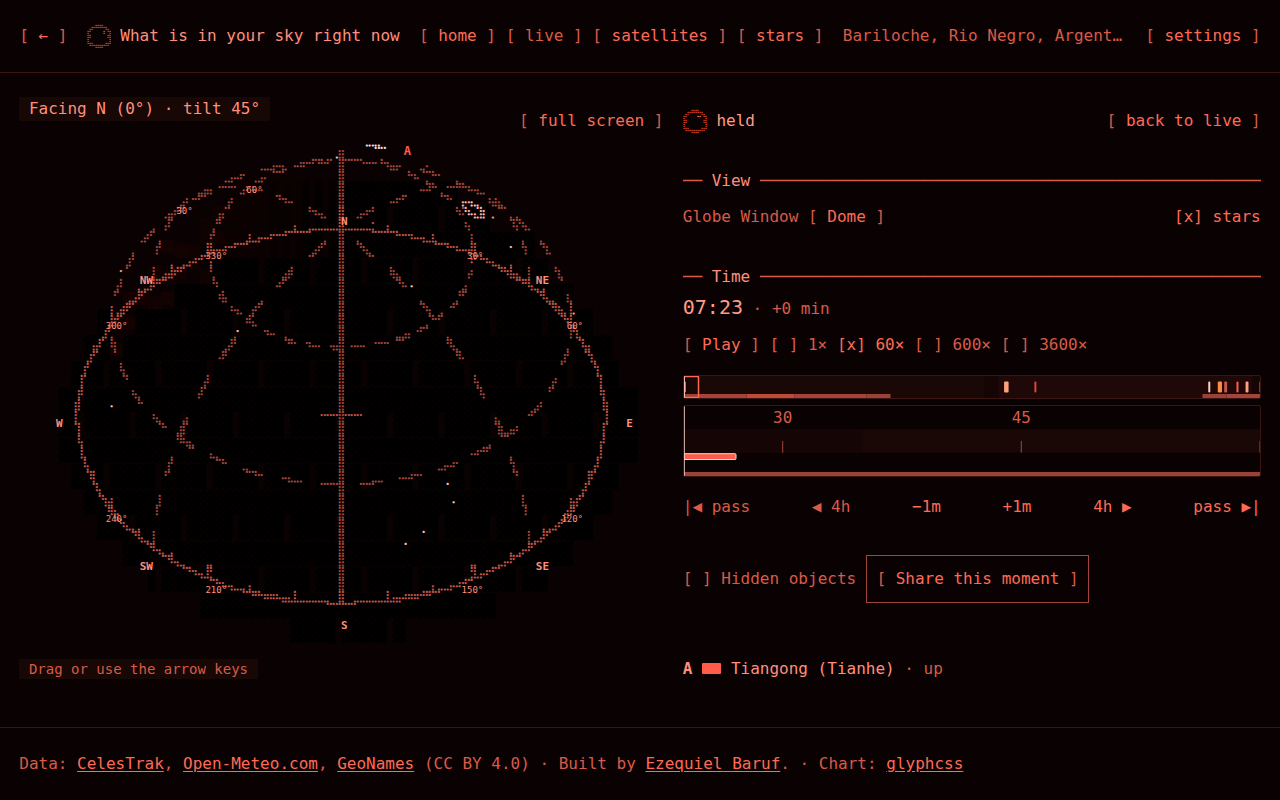 [ ← ] What is in your sky right now [ home ] [ live ] [ satellites ] [ stars ] Bariloche, Rio Negro, Argent… [ settings ]
Facing N (0°) · tilt 45°
[ full screen ]
held
[ back to live ]
A
60°
30°
N
330°
30°
NW
NE
300°
60°
W
E
240°
120°
SW
SE
210°
150°
S
Drag or use the arrow keys
View
Globe Window [ Dome ] [x] stars
Time
07:23 · +0 min
[ Play ] [ ] 1× [x] 60× [ ] 600× [ ] 3600×
30 45
|◀ pass ◀ 4h −1m +1m 4h ▶ pass ▶|
[ ] Hidden objects [ Share this moment ]
A Tiangong (Tianhe) · up
Data: CelesTrak, Open-Meteo.com, GeoNames (CC BY 4.0) · Built by Ezequiel Baruf. · Chart: glyphcss